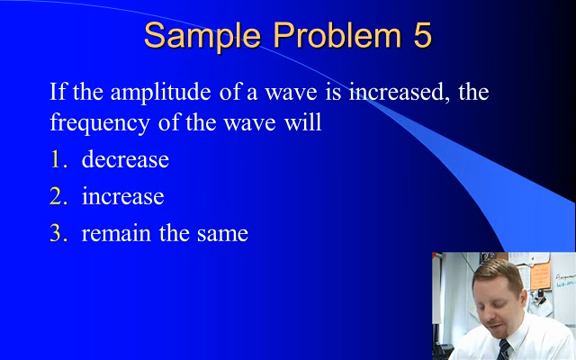 Sample Problem 5
If the amplitude of a wave is increased, the
frequency of the wave will
1. decrease
2. increase
3. remain the same